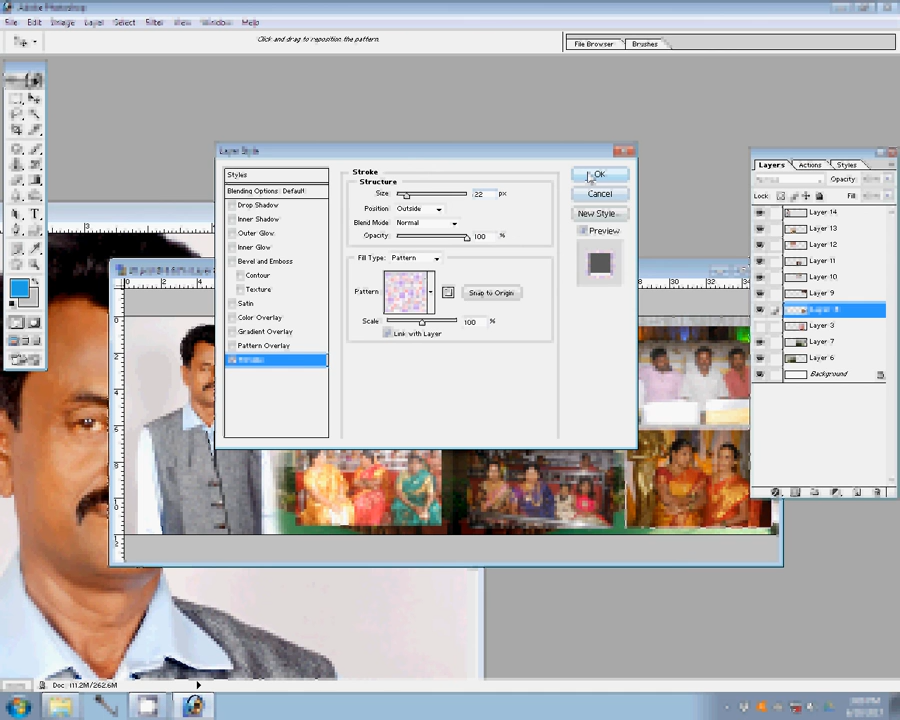 Adobe Photoshop
File Edit Image Layer Select Filter View Window Help
Click and drag to reposition the pattern.
File Browser Brushes
Layer Style
Styles
Blending Options: Default
Drop Shadow
Inner Shadow
Outer Glow
Inner Glow
Bevel and Emboss
Contour
Texture
Satin
Color Overlay
Gradient Overlay
Pattern Overlay
Stroke
Structure
Size: 22 px
Position: Outside
Blend Mode: Normal
Opacity: 100 %
Fill Type: Pattern
Pattern:
Snap to Origin
Scale: 100 %
Link with Layer
OK
Cancel
New Style...
Preview
Layers Actions Styles
Opacity:
Lock: Fill:
Layer 14
Layer 13
Layer 12
Layer 11
Layer 10
Layer 9
Layer 3
Layer 7
Layer 6
Background
Doc: 111.2M/262.6M